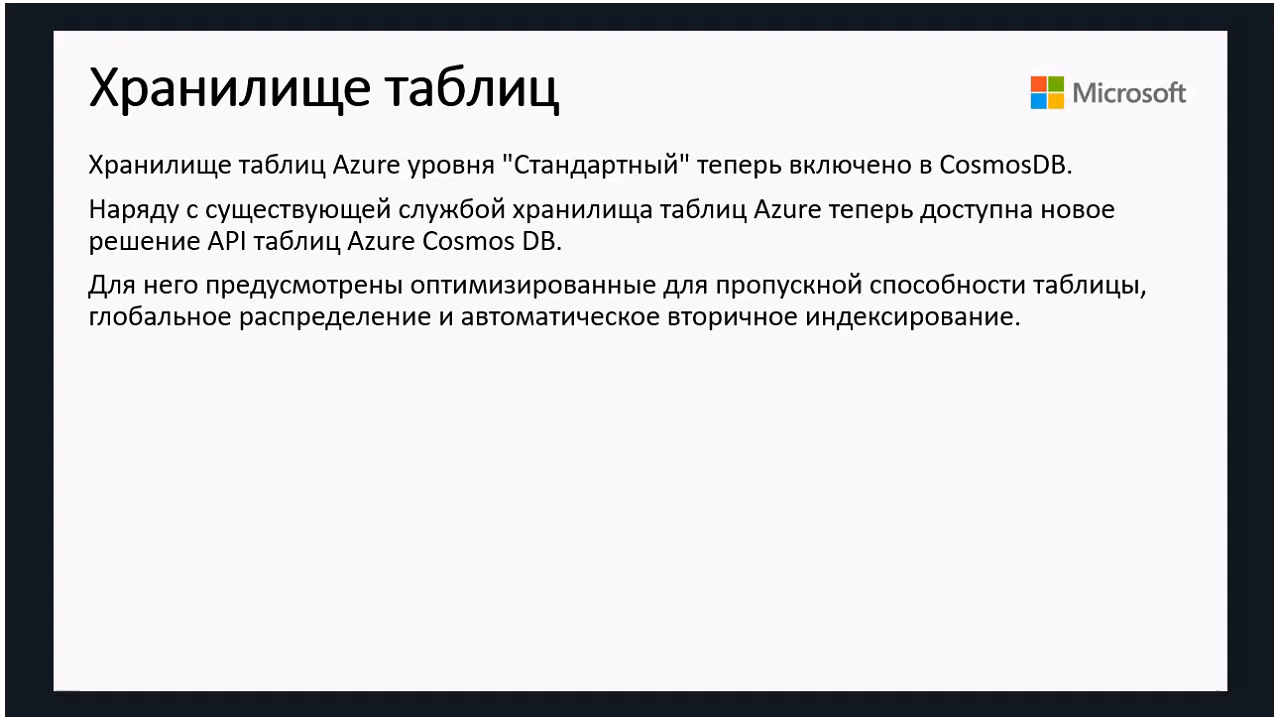 Хранилище таблиц
Microsoft
Хранилище таблиц Azure уровня "Стандартный" теперь включено в CosmosDB.
Наряду с существующей службой хранилища таблиц Azure теперь доступна новое
решение API таблиц Azure Cosmos DB.
Для него предусмотрены оптимизированные для пропускной способности таблицы,
глобальное распределение и автоматическое вторичное индексирование.